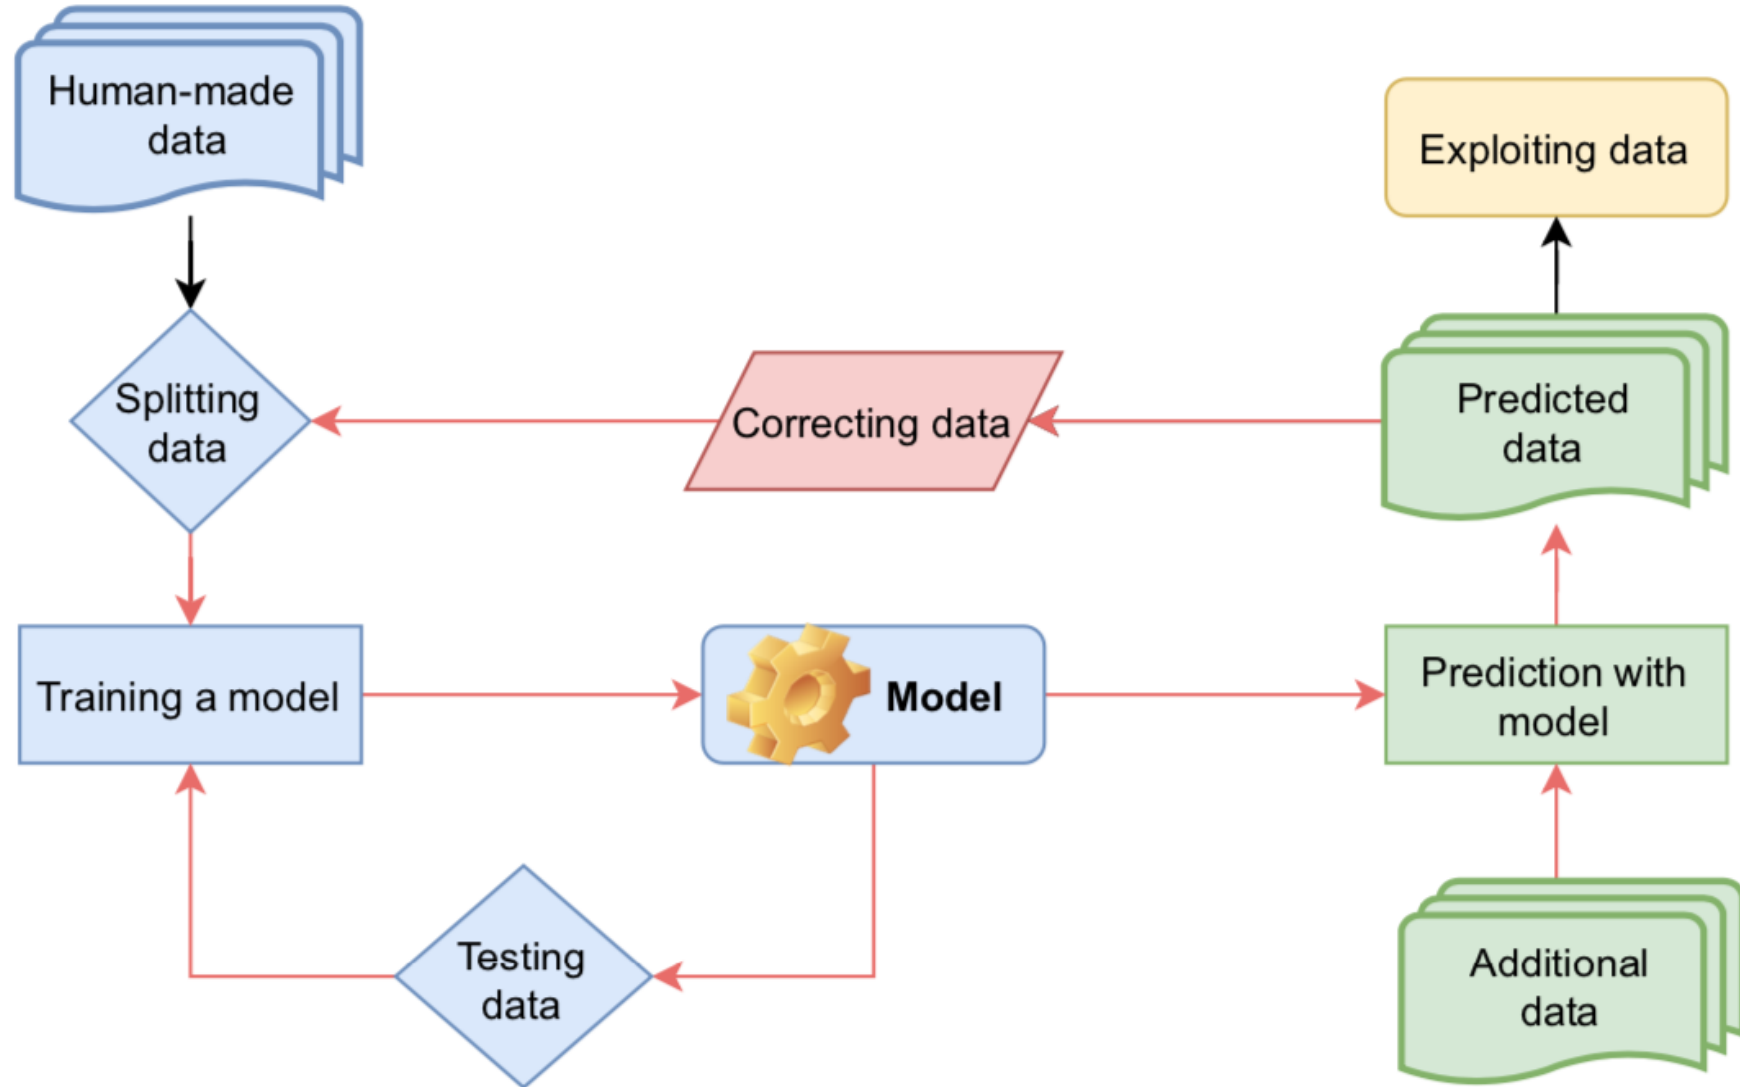 Human-made
data
Exploiting data
Splitting
data
Correcting data
Predicted
data
Training a model
Model
Prediction with
model
Testing
data
Additional
data